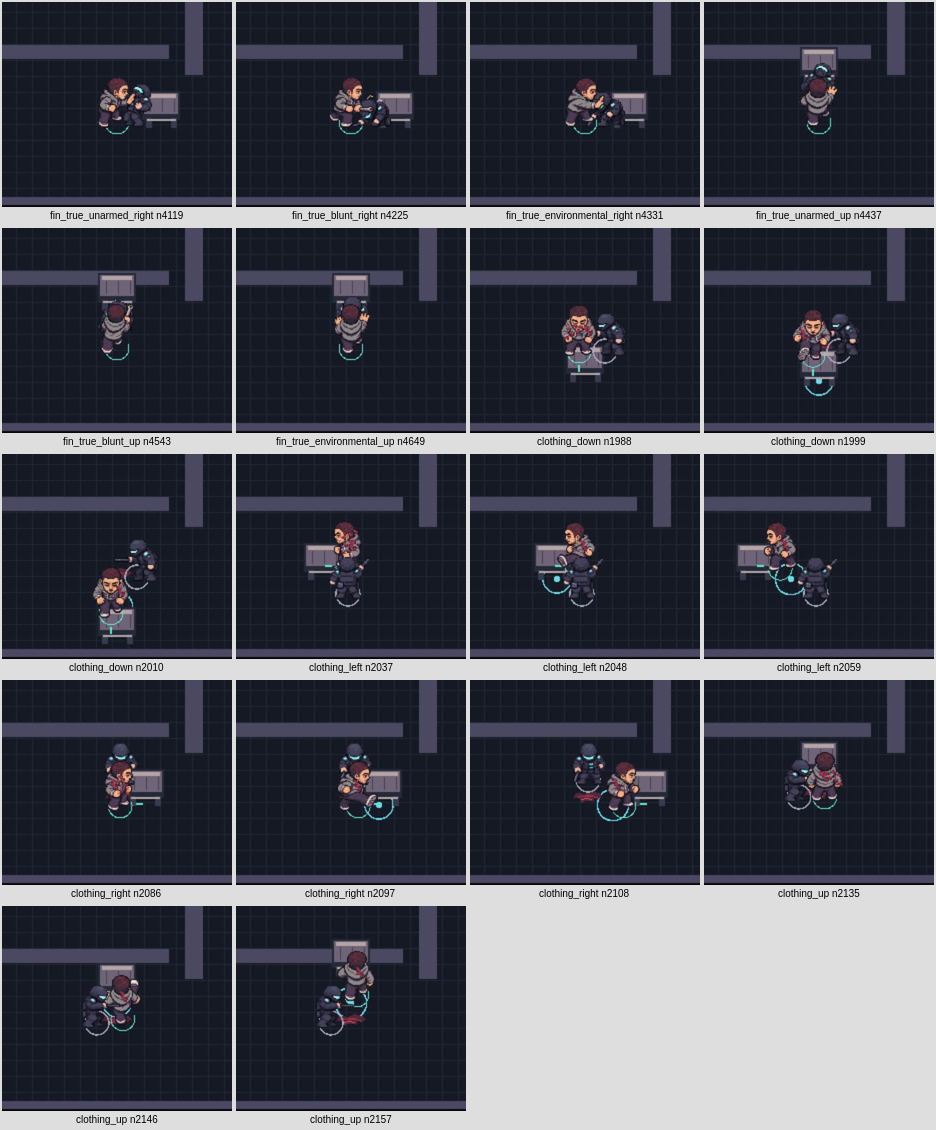 fin_true_unarmed_right n4119
fin_true_blunt_right n4225
fin_true_environmental_right n4331
fin_true_unarmed_up n4437
fin_true_blunt_up n4543
fin_true_environmental_up n4649
clothing_down n1988
clothing_down n1999
clothing_down n2010
clothing_left n2037
clothing_left n2048
clothing_left n2059
clothing_right n2086
clothing_right n2097
clothing_right n2108
clothing_up n2135
clothing_up n2146
clothing_up n2157